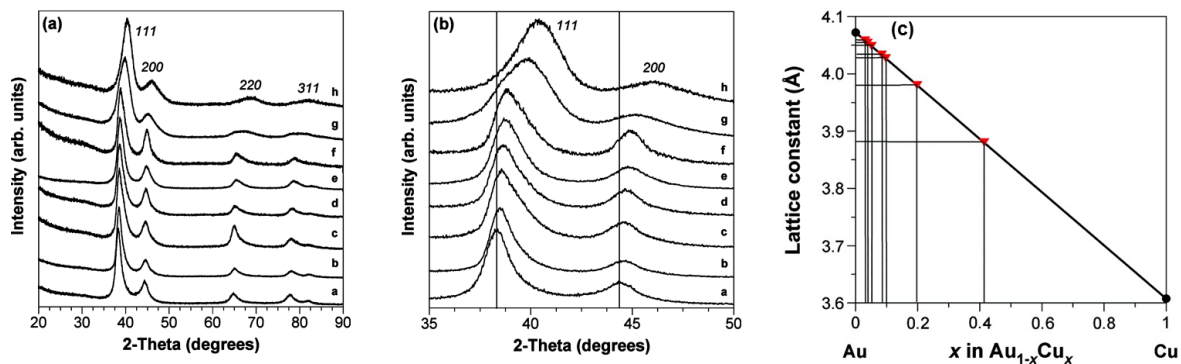 (a)
111
200
220
311
h
g
f
e
d
c
b
a
Intensity (arb. units)
20 30 40 50 60 70 80 90
2-Theta (degrees)
(b)
111
200
h
g
f
e
d
c
b
a
Intensity (arb. units)
35 40 45 50
2-Theta (degrees)
(c)
4.1
4.0
3.9
3.8
3.7
3.6
Lattice constant (Å)
0 0.2 0.4 0.6 0.8 1
Au x in Au1-xCux Cu